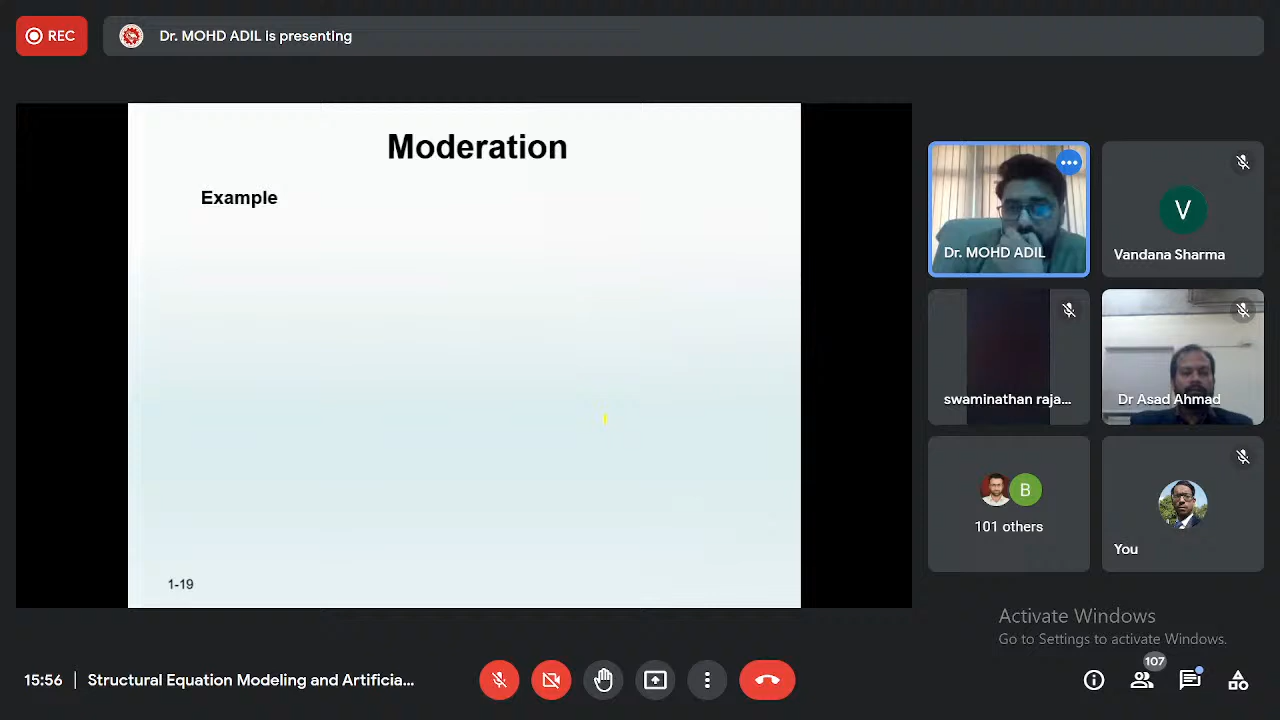 REC
Dr. MOHD ADIL is presenting
Moderation
Example
1-19
Dr. MOHD ADIL
V
Vandana Sharma
swaminathan raja...
Dr Asad Ahmad
B
101 others
You
Activate Windows
Go to Settings to activate Windows.
15:56 | Structural Equation Modeling and Artificia...
107